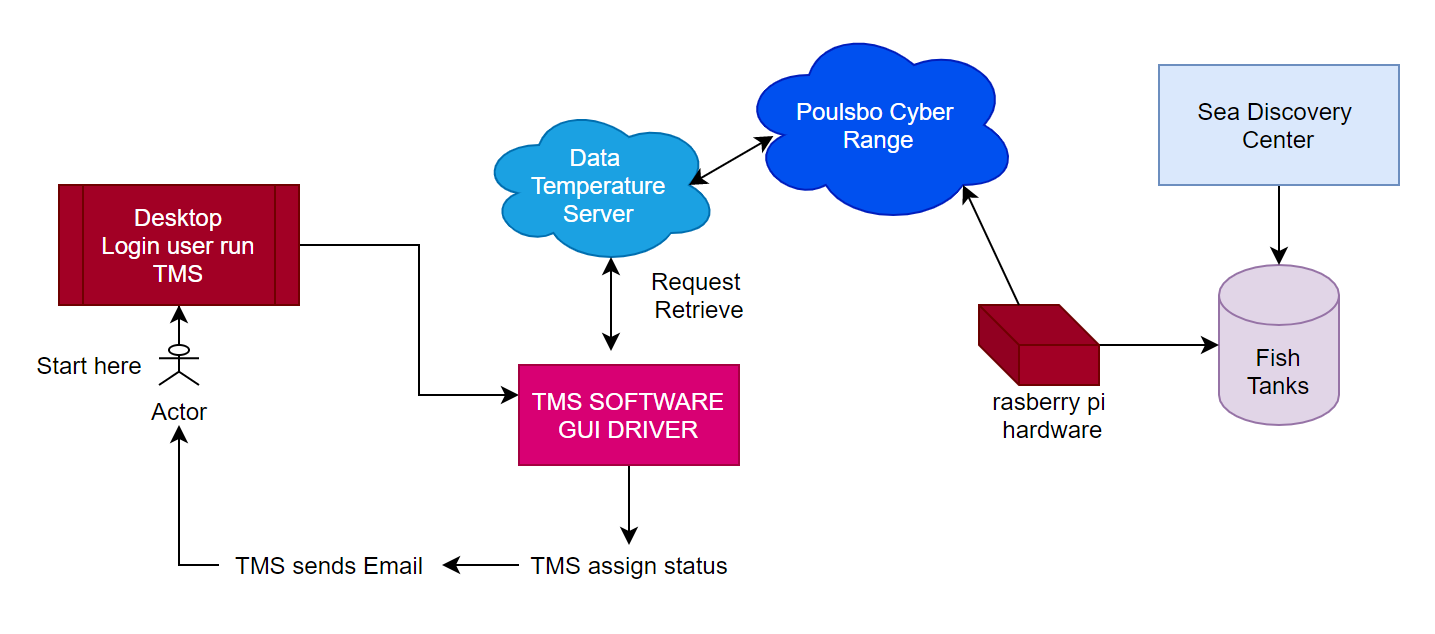 Poulsbo Cyber
Range
Sea Discovery
Center
Data
Temperature
Server
Desktop
Login user run
TMS
Request
Retrieve
Start here
Actor
TMS SOFTWARE
GUI DRIVER
rasberry pi
hardware
Fish
Tanks
TMS sends Email
TMS assign status